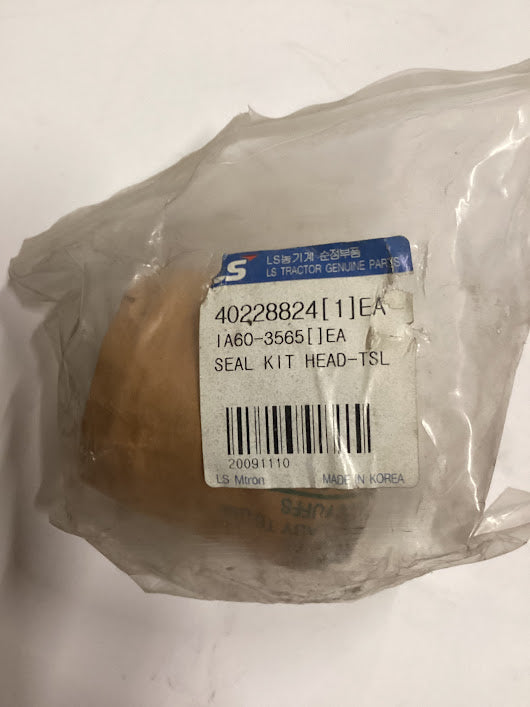 LS
LS농기계 순정부품
LS TRACTOR GENUINE PARTS
40228824[1]EA
IA60-3565[]EA
SEAL KIT HEAD-TSL
20091110
LS Mtron MADE IN KOREA